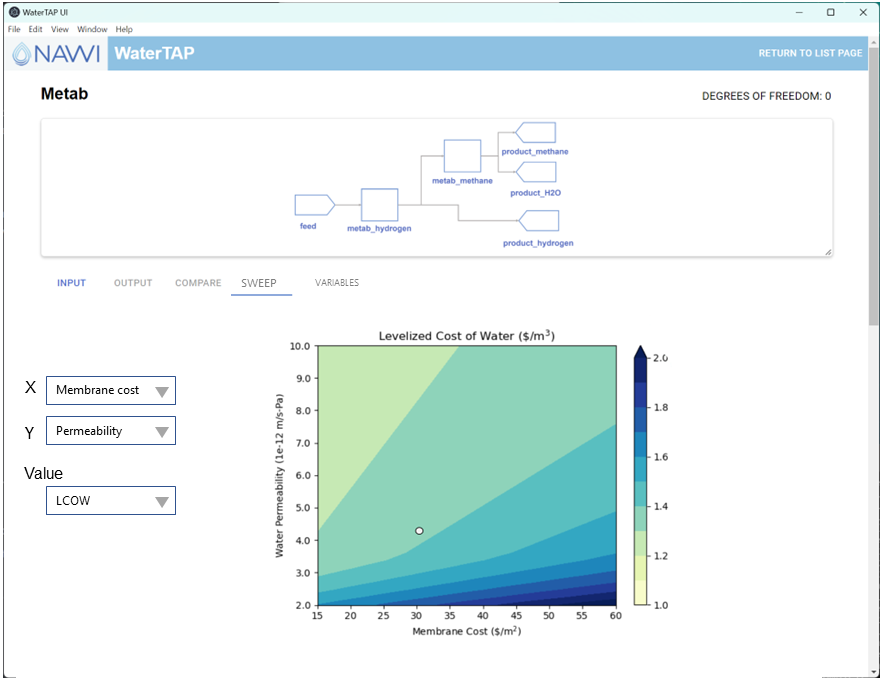 WaterTAP UI
File Edit View Window Help
NAWI WaterTAP RETURN TO LIST PAGE
Metab
DEGREES OF FREEDOM: 0
product_methane
metab_methane
product_H2O
feed
metab_hydrogen
product_hydrogen
INPUT OUTPUT COMPARE SWEEP VARIABLES
X Membrane cost
Y Permeability
Value
LCOW
Levelized Cost of Water ($/m³)
Water Permeability (1e-12 m/s-Pa)
10.0
9.0
8.0
7.0
6.0
5.0
4.0
3.0
2.0
15 20 25 30 35 40 45 50 55 60
Membrane Cost ($/m²)
2.0
1.8
1.6
1.4
1.2
1.0